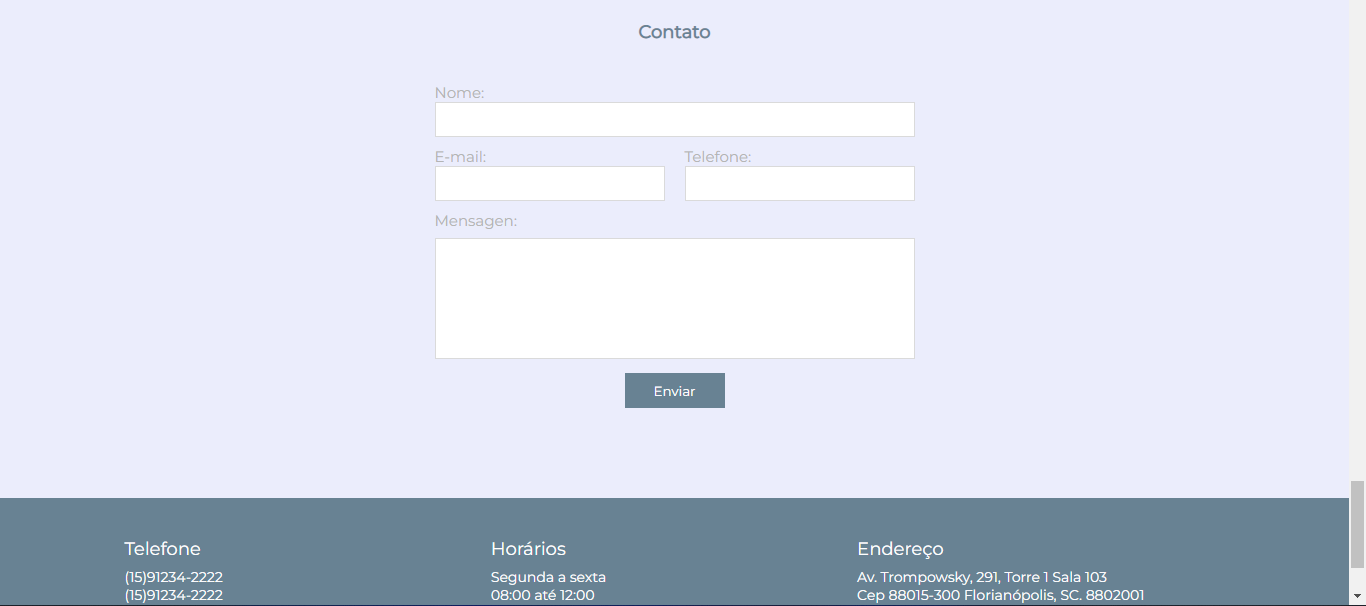 Contato
Nome:
E-mail:
Telefone:
Mensagen:
Enviar
Telefone
(15)91234-2222
(15)91234-2222
Horários
Segunda a sexta
08:00 até 12:00
Endereço
Av. Trompowsky, 291, Torre 1 Sala 103
Cep 88015-300 Florianópolis, SC. 8802001